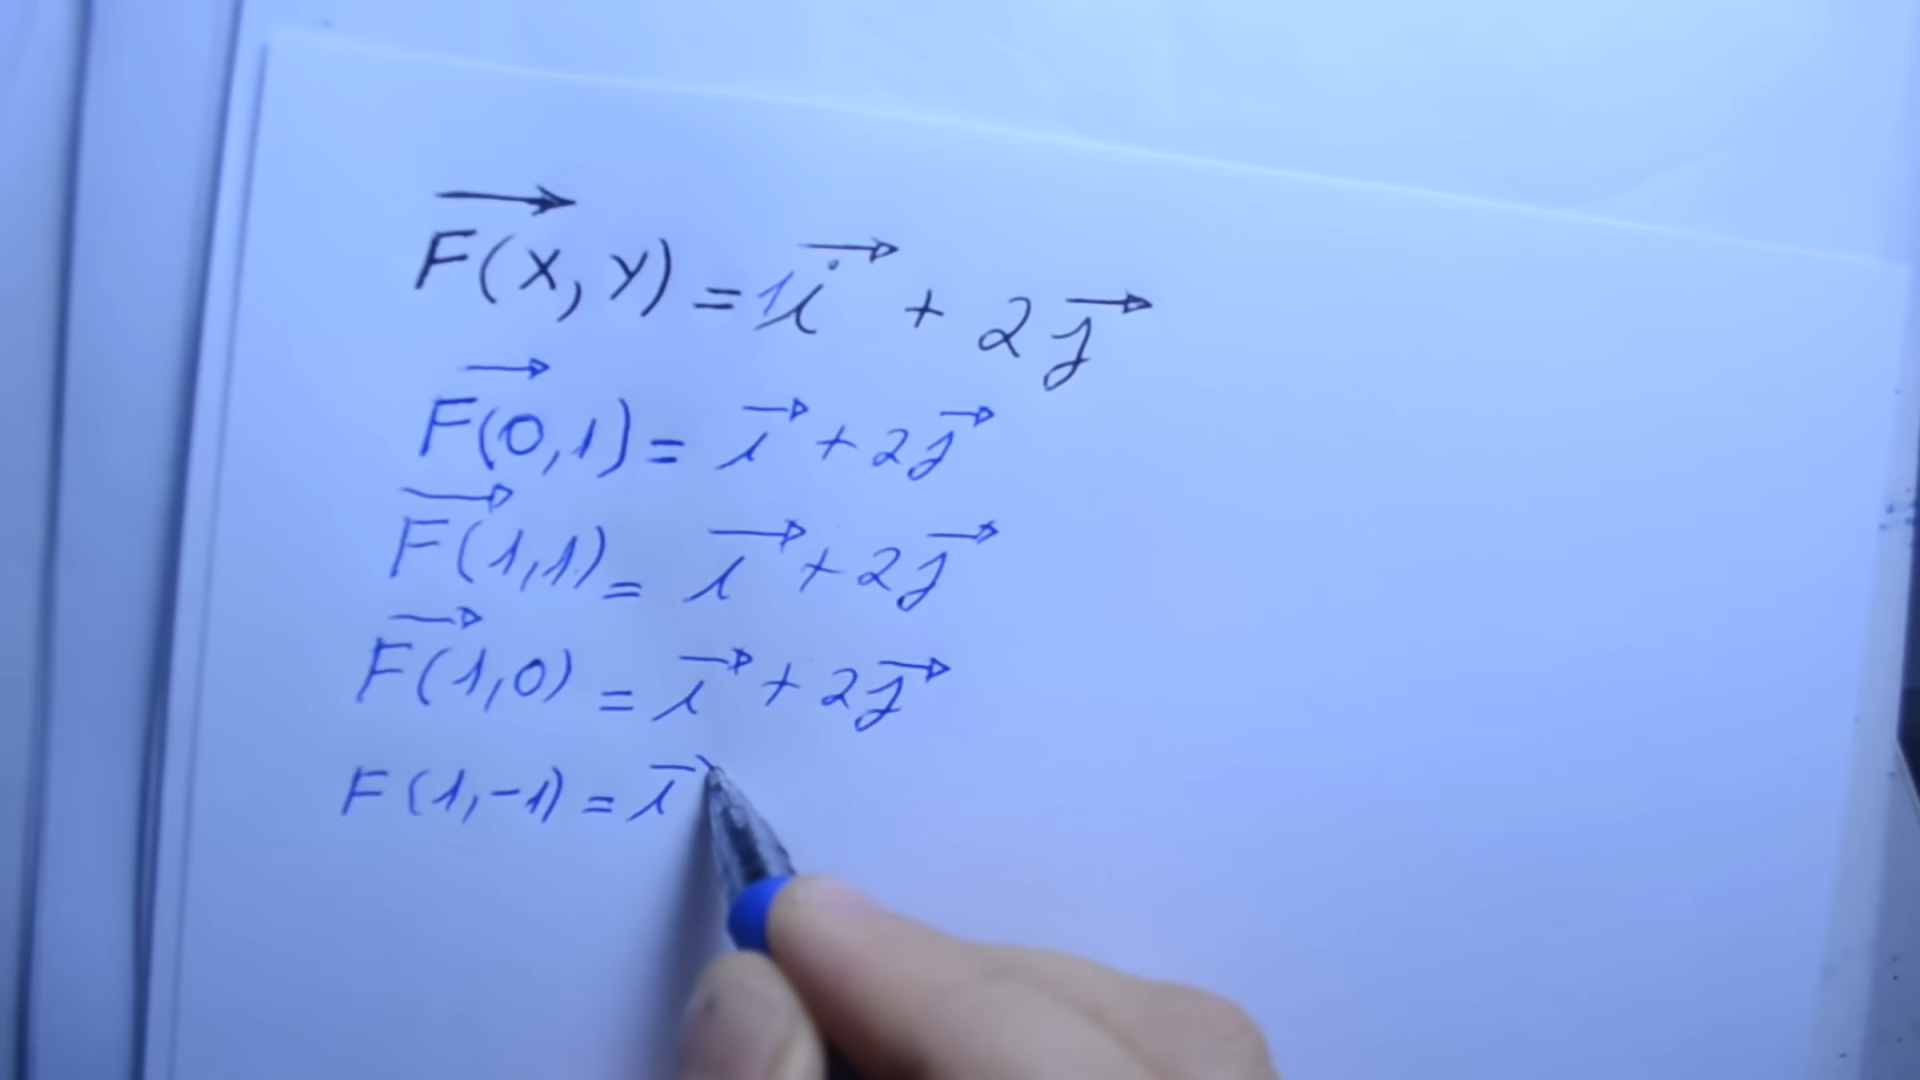 F(x, y) = 1i + 2j
F(0,1) = i + 2j
F(1,1) = i + 2j
F(1,0) = i + 2j
F(1,-1) = i